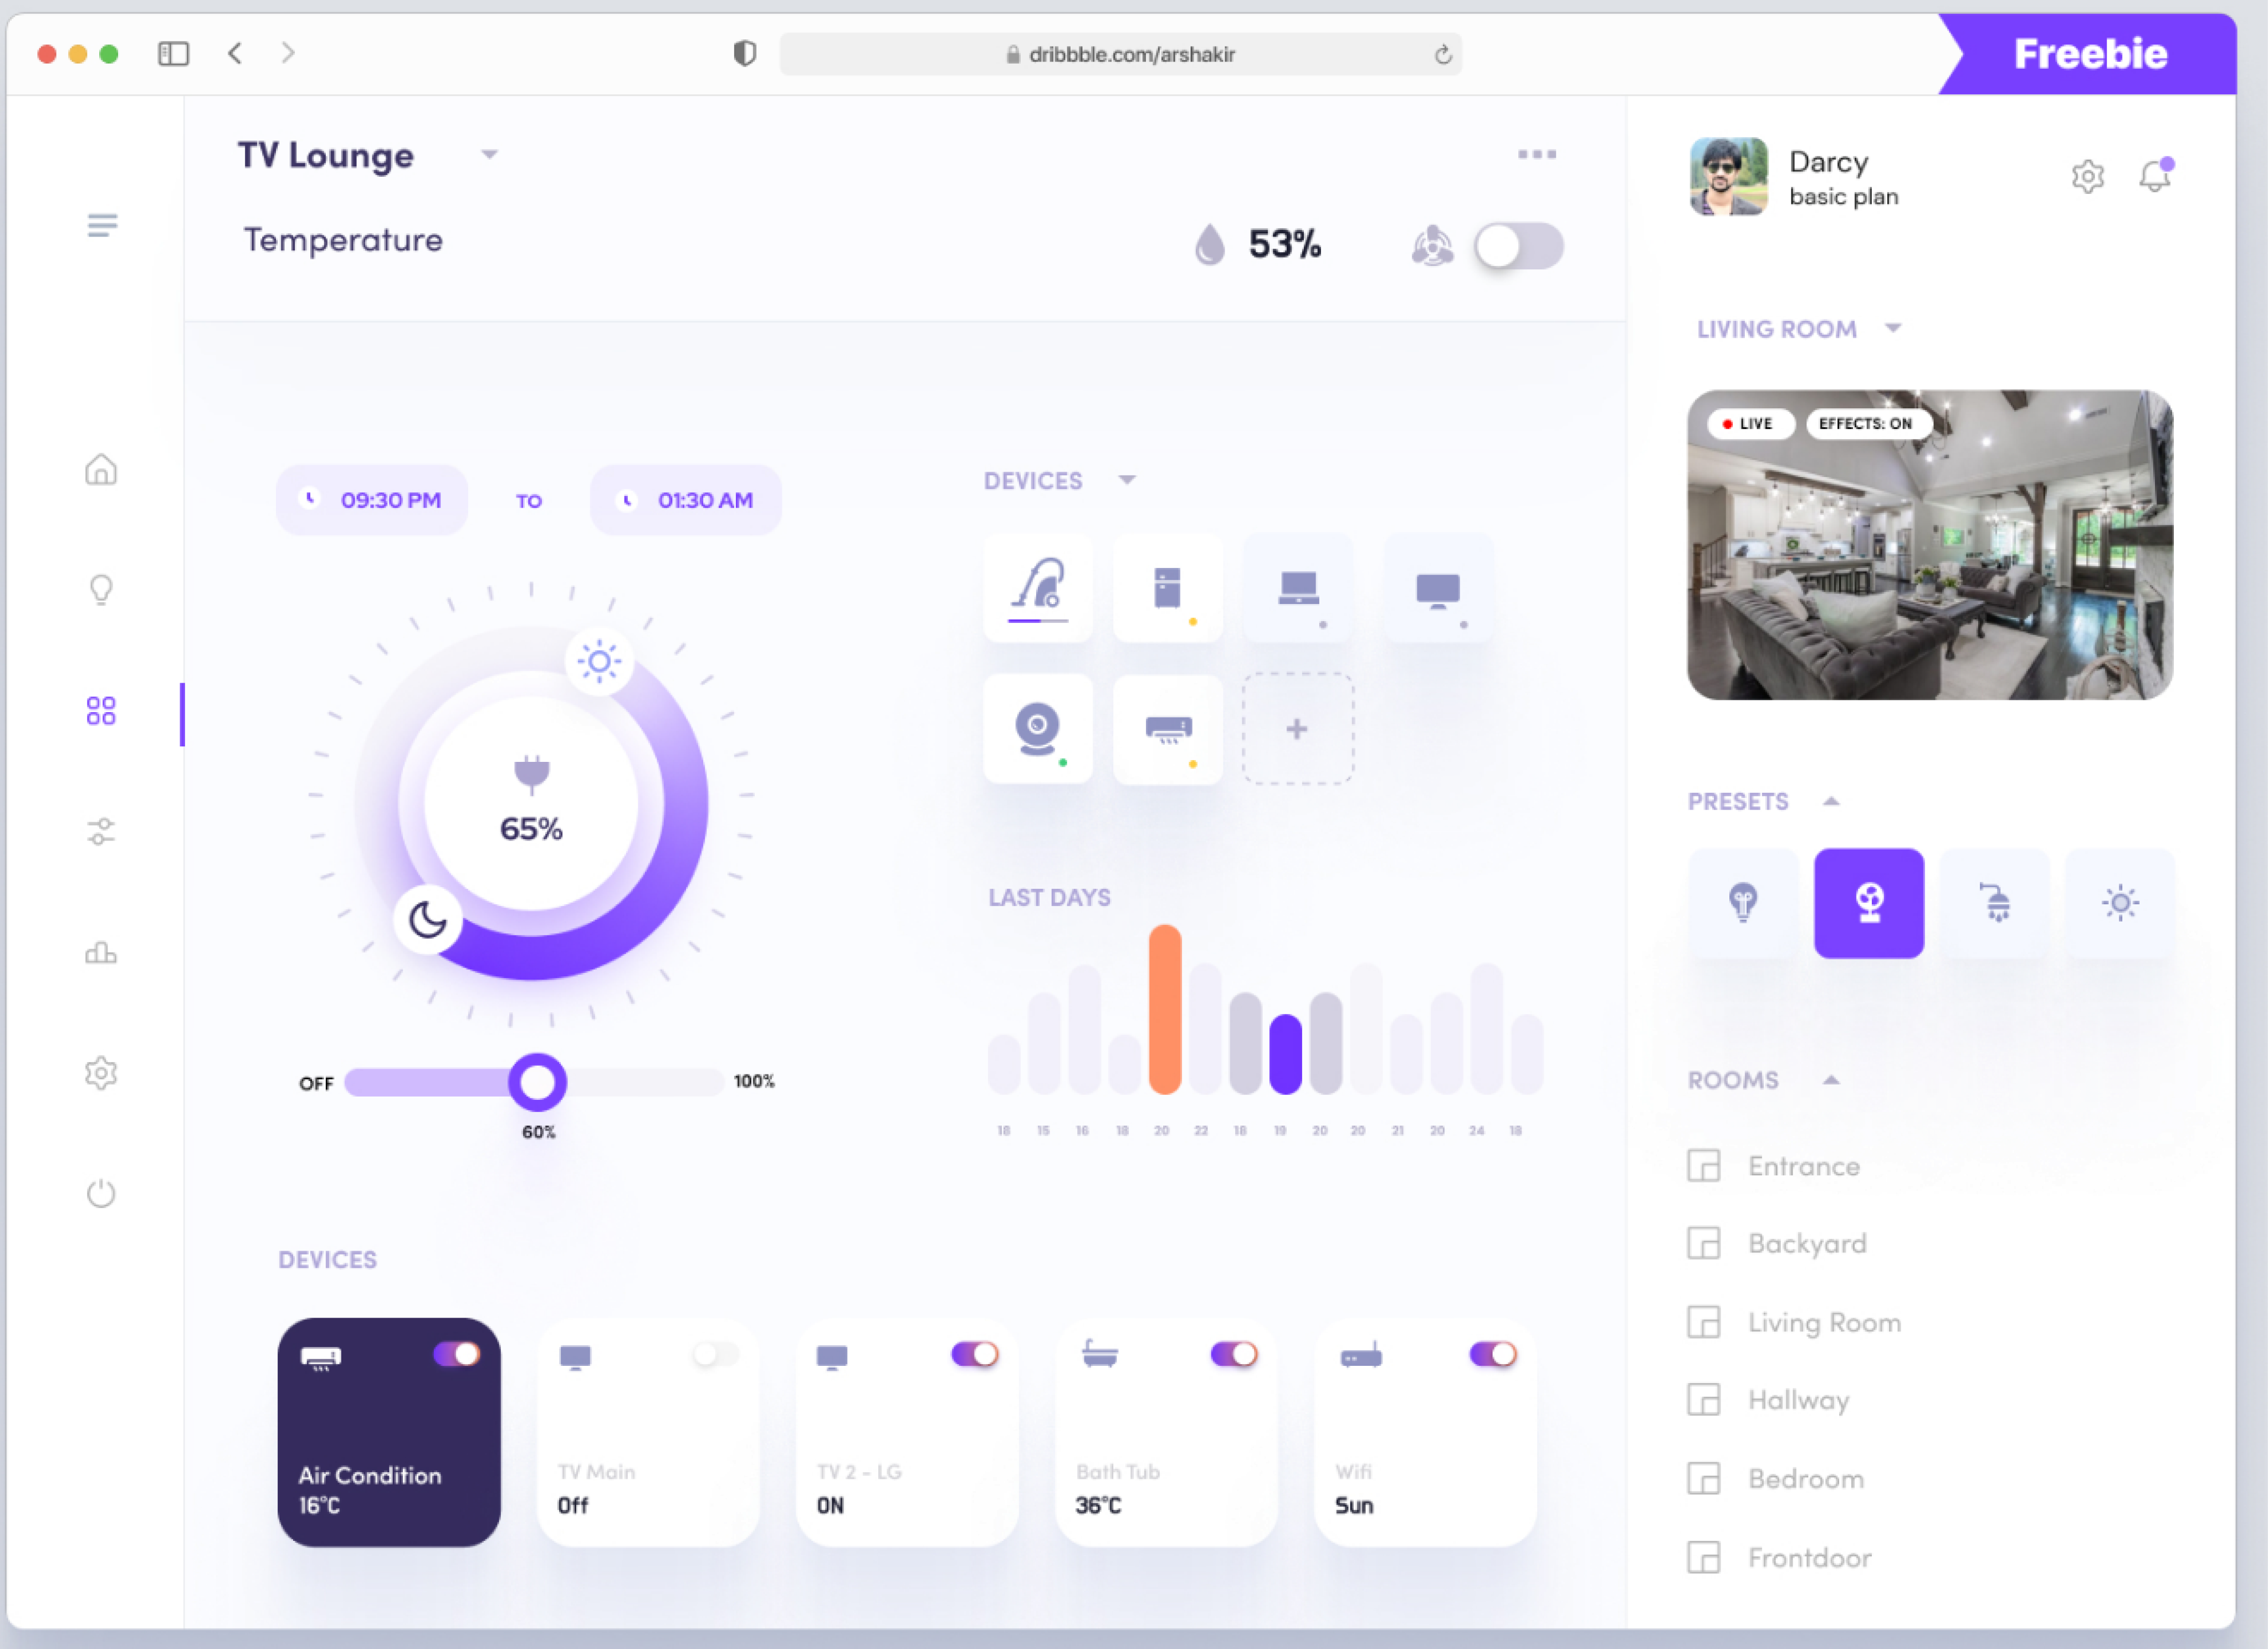 dribbble.com/arshakir
Freebie
TV Lounge
Temperature
53%
09:30 PM TO 01:30 AM
65%
OFF
100%
60%
DEVICES
LAST DAYS
18 15 16 18 20 22 18 19 20 20 21 20 24 18
DEVICES
Air Condition
16°C
TV Main
Off
TV 2 - LG
ON
Bath Tub
36°C
Wifi
Sun
Darcy
basic plan
LIVING ROOM
LIVE
EFFECTS: ON
PRESETS
ROOMS
Entrance
Backyard
Living Room
Hallway
Bedroom
Frontdoor